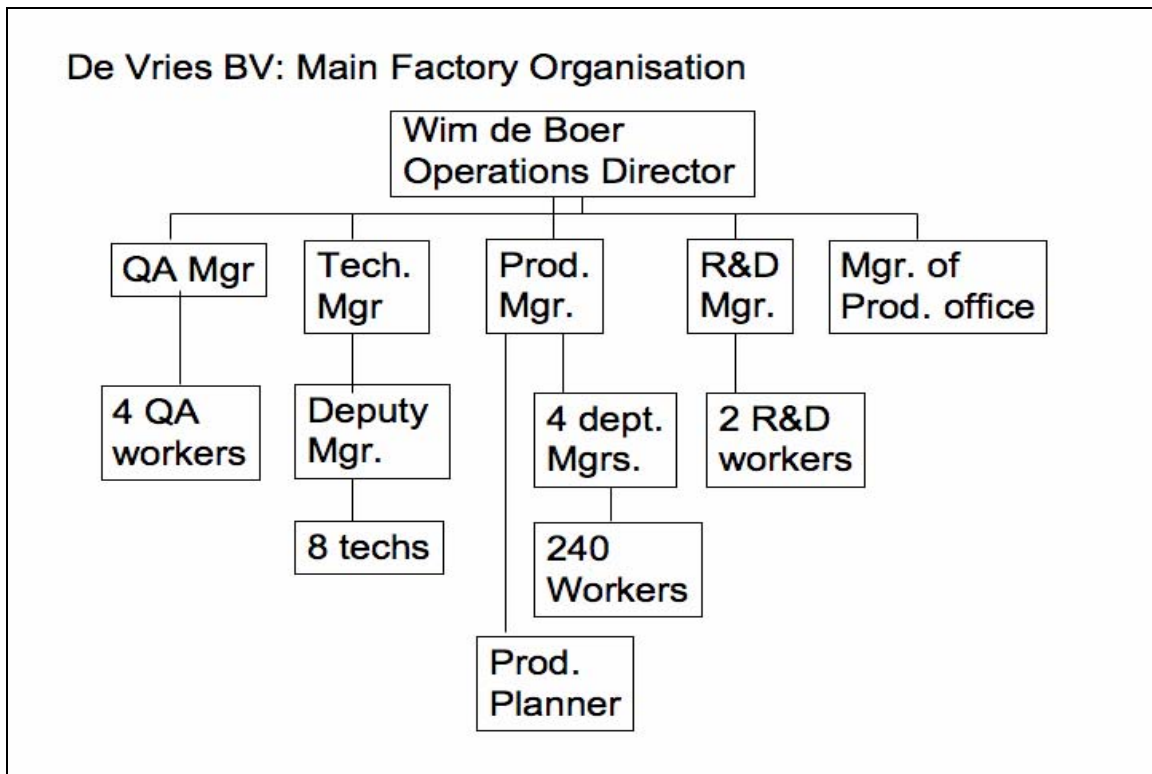 De Vries BV: Main Factory Organisation
Wim de Boer
Operations Director
QA Mgr
Tech.
Mgr
Prod.
Mgr.
R&D
Mgr.
Mgr. of
Prod. office
4 QA
workers
Deputy
Mgr.
4 dept.
Mgrs.
2 R&D
workers
8 techs
240
Workers
Prod.
Planner